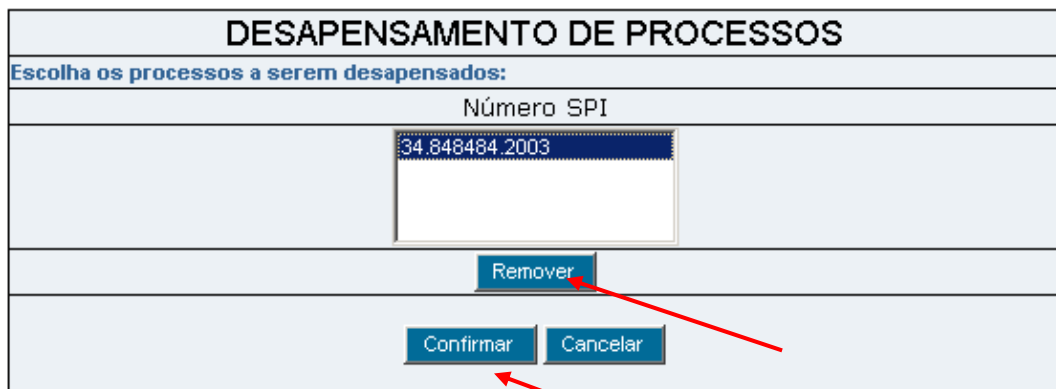 DESAPENSAMENTO DE PROCESSOS
Escolha os processos a serem desapensados:
Número SPI
34.848484.2003
Remover
Confirmar Cancelar